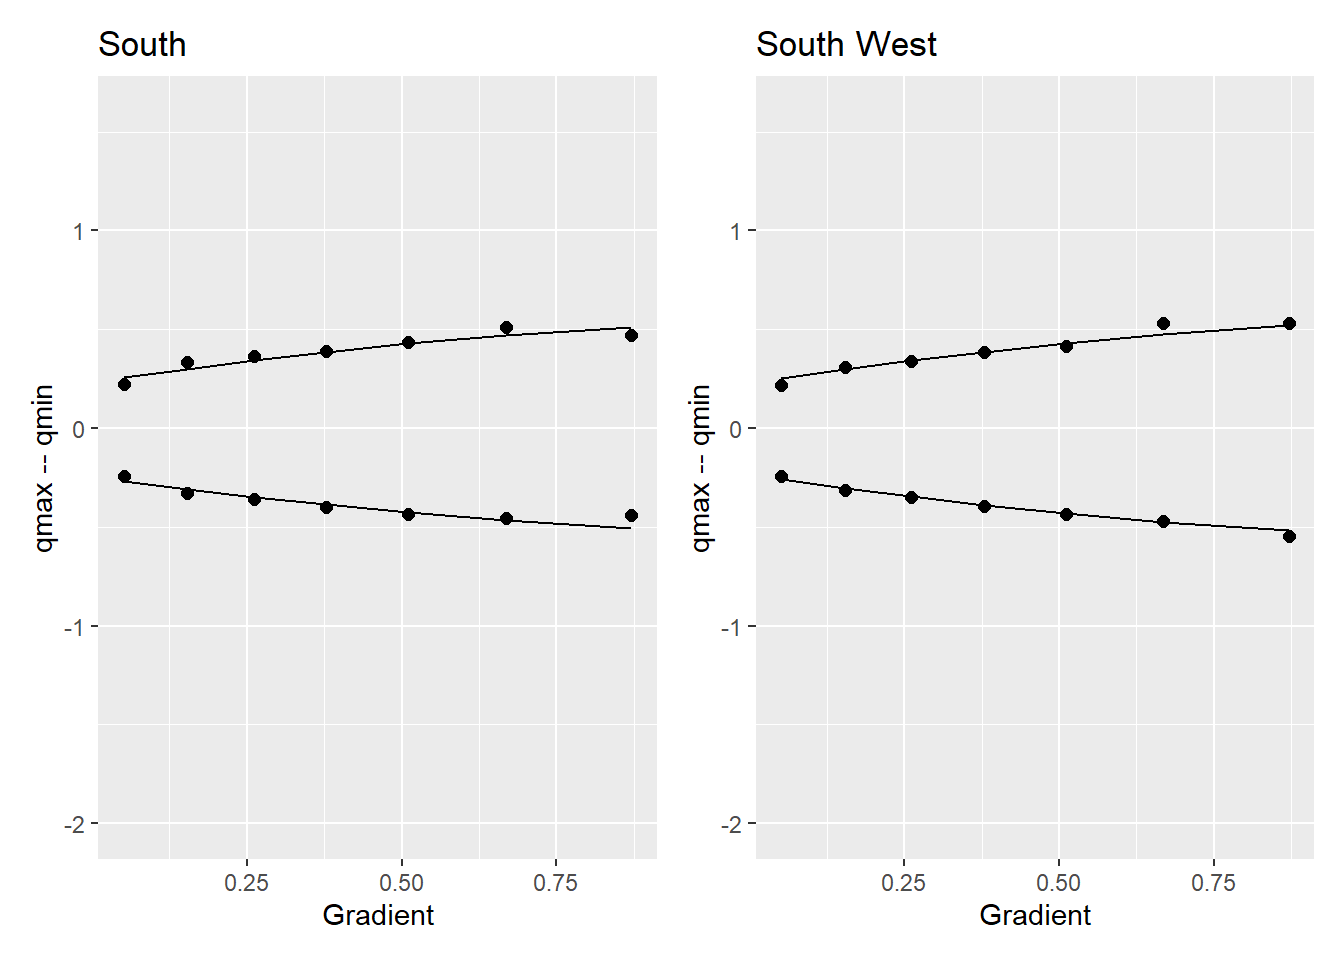 South
1
0
-1
-2
qmax -- qmin
0.25 0.50 0.75
Gradient
South West
1
0
-1
-2
qmax -- qmin
0.25 0.50 0.75
Gradient